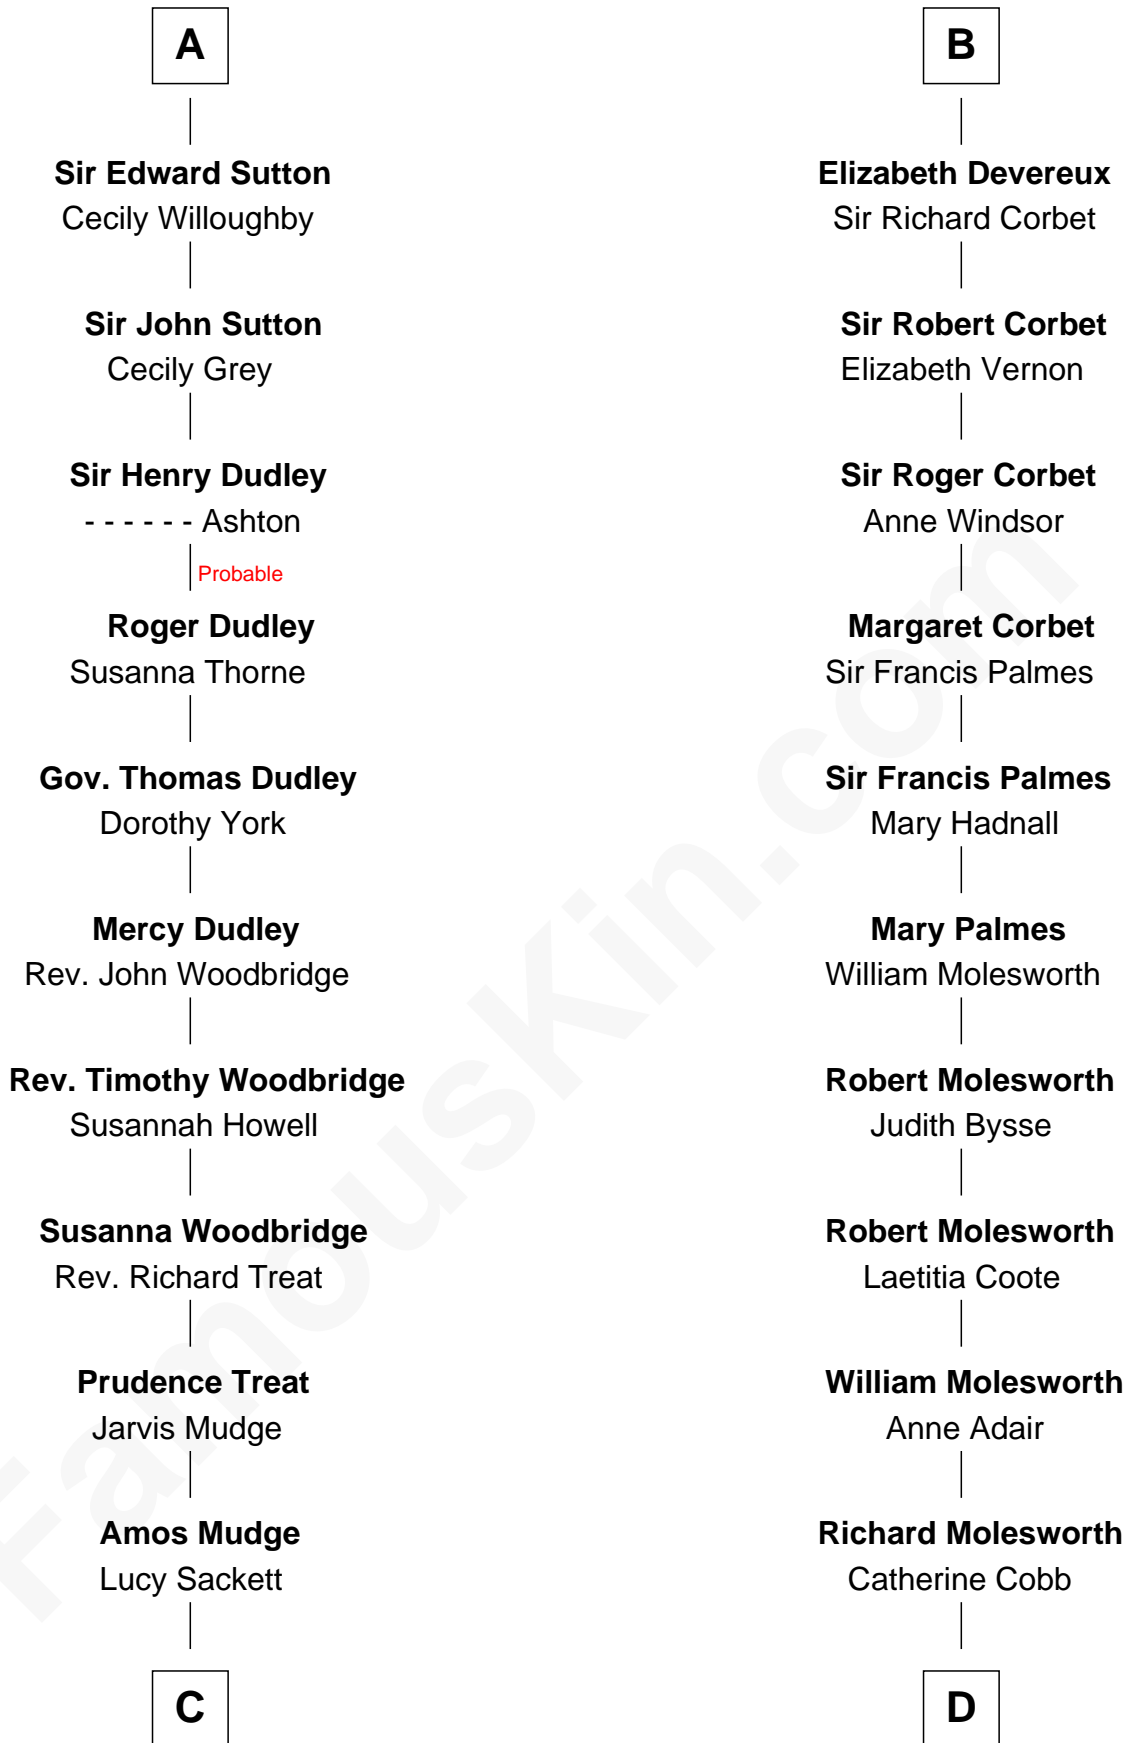 A
Sir Edward Sutton
Cecily Willoughby
Sir John Sutton
Cecily Grey
Sir Henry Dudley
- - - - - - Ashton
Probable
Roger Dudley
Susanna Thorne
Gov. Thomas Dudley
Dorothy York
Mercy Dudley
Rev. John Woodbridge
Rev. Timothy Woodbridge
Susannah Howell
Susanna Woodbridge
Rev. Richard Treat
Prudence Treat
Jarvis Mudge
Amos Mudge
Lucy Sackett
C
B
Elizabeth Devereux
Sir Richard Corbet
Sir Robert Corbet
Elizabeth Vernon
Sir Roger Corbet
Anne Windsor
Margaret Corbet
Sir Francis Palmes
Sir Francis Palmes
Mary Hadnall
Mary Palmes
William Molesworth
Robert Molesworth
Judith Bysse
Robert Molesworth
Laetitia Coote
William Molesworth
Anne Adair
Richard Molesworth
Catherine Cobb
D
FamousKin.com